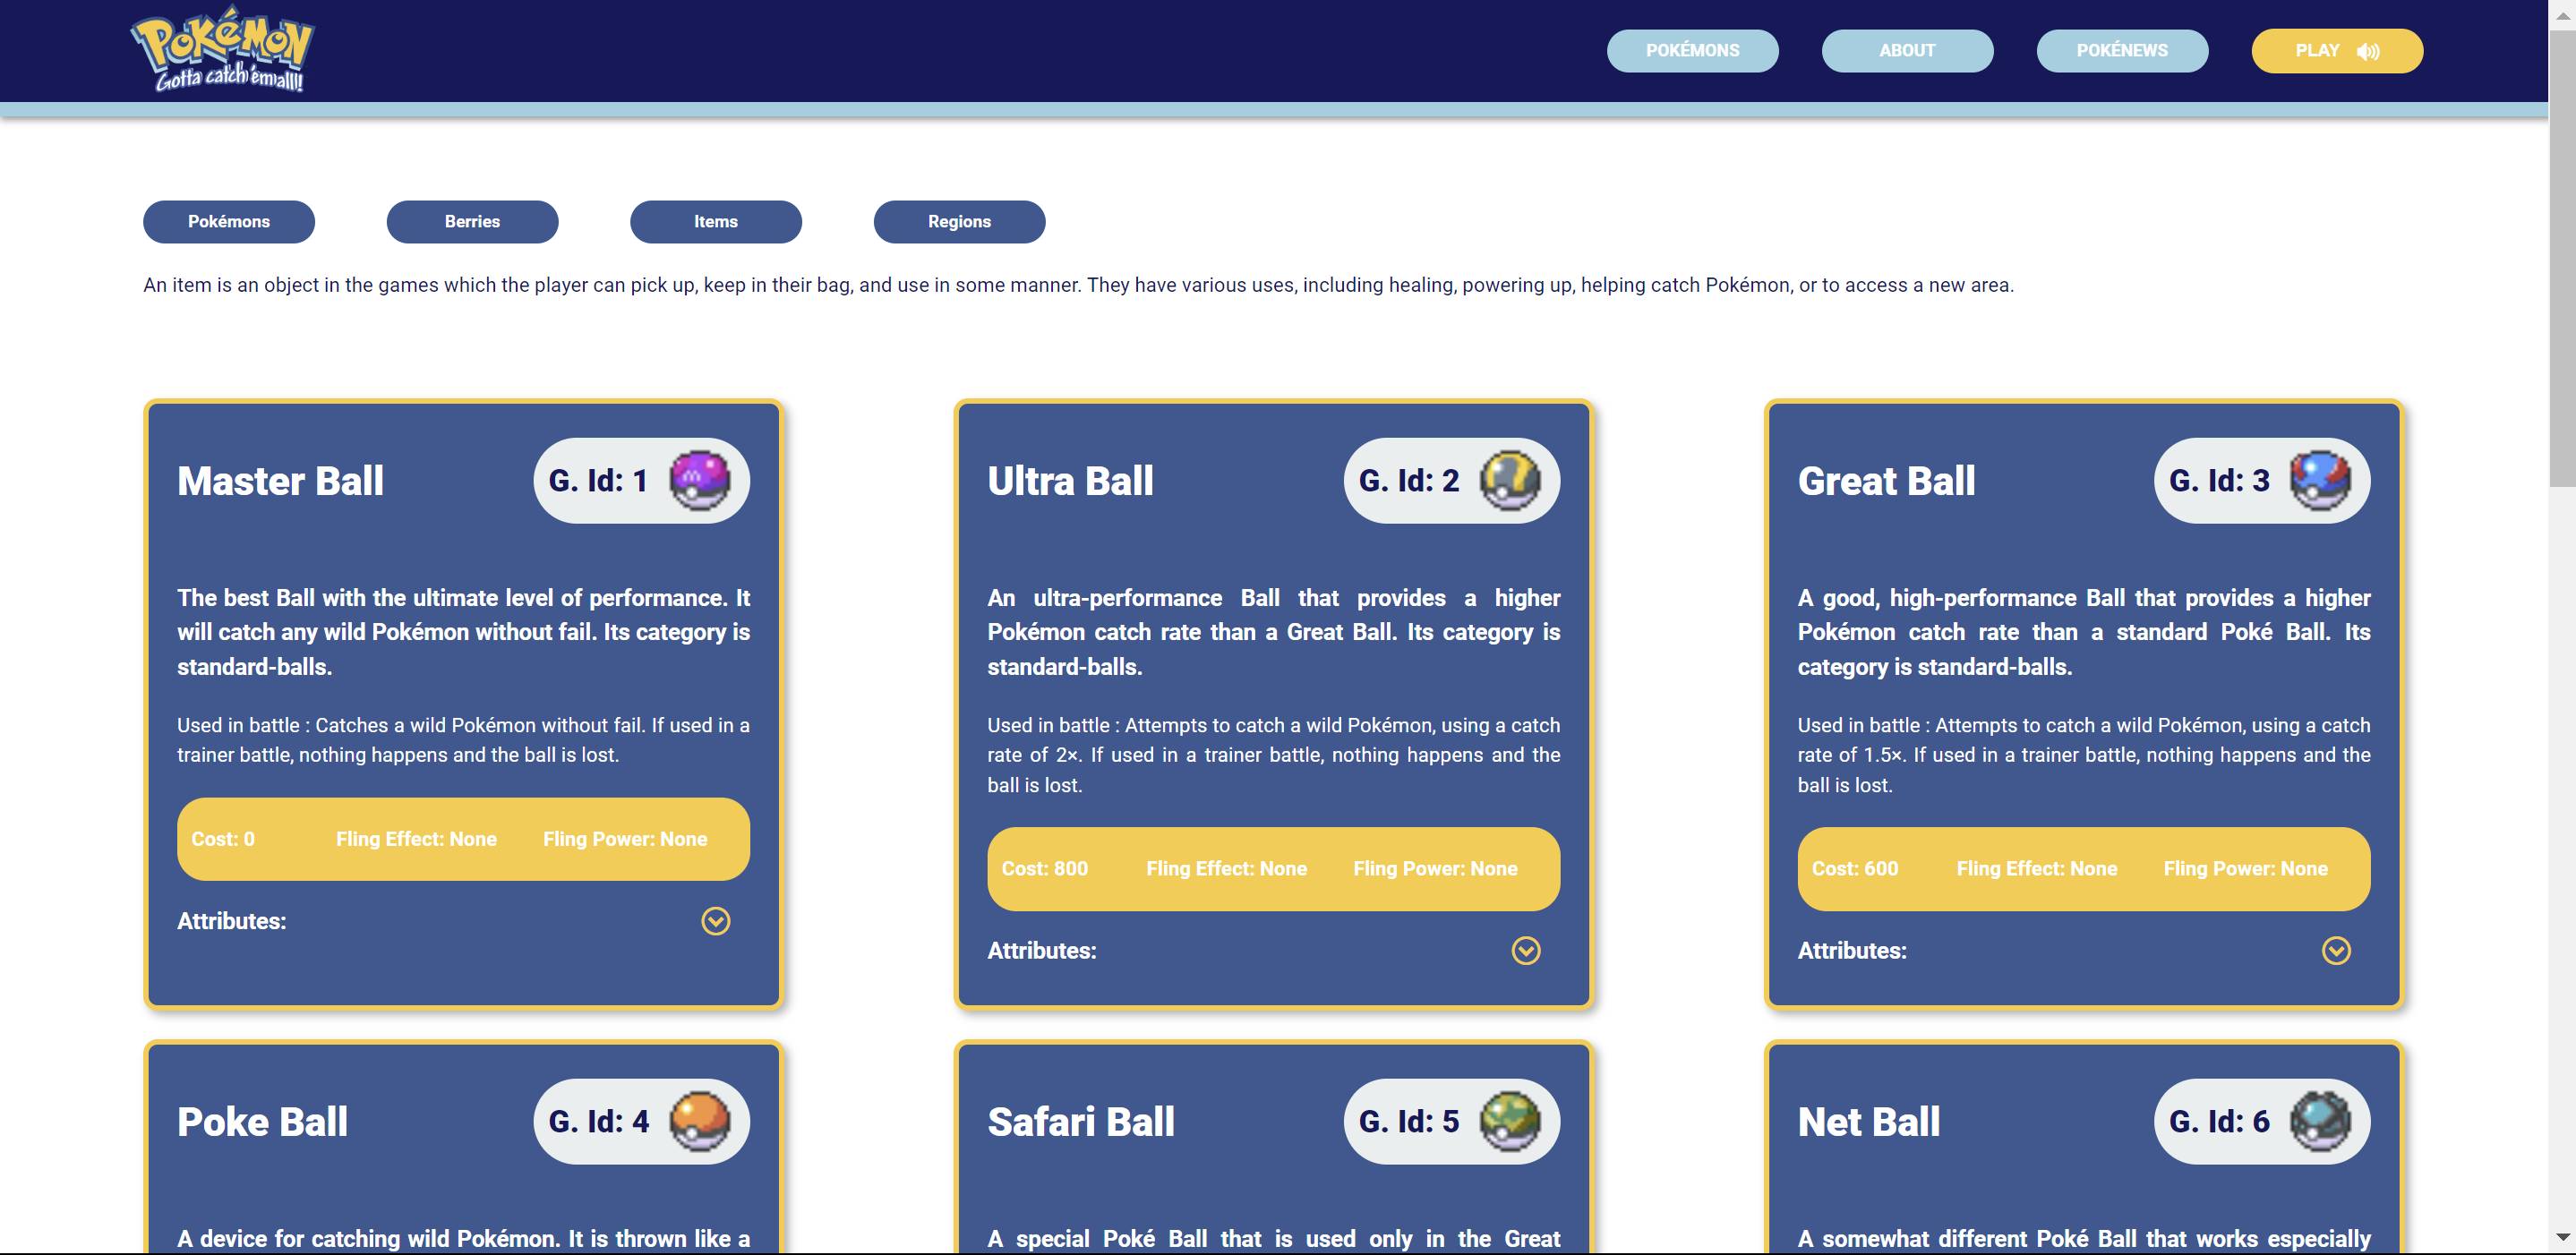 Pokémon
Gotta catch 'em all!
POKÉMONS
ABOUT
POKÉNEWS
PLAY
Pokémons
Berries
Items
Regions
An item is an object in the games which the player can pick up, keep in their bag, and use in some manner. They have various uses, including healing, powering up, helping catch Pokémon, or to access a new area.
Master Ball
G. Id: 1
The best Ball with the ultimate level of performance. It
will catch any wild Pokémon without fail. Its category is
standard-balls.
Used in battle : Catches a wild Pokémon without fail. If used in a
trainer battle, nothing happens and the ball is lost.
Cost: 0
Fling Effect: None
Fling Power: None
Attributes:
Ultra Ball
G. Id: 2
An ultra-performance Ball that provides a higher
Pokémon catch rate than a Great Ball. Its category is
standard-balls.
Used in battle : Attempts to catch a wild Pokémon, using a catch
rate of 2×. If used in a trainer battle, nothing happens and the
ball is lost.
Cost: 800
Fling Effect: None
Fling Power: None
Attributes:
Great Ball
G. Id: 3
A good, high-performance Ball that provides a higher
Pokémon catch rate than a standard Poké Ball. Its
category is standard-balls.
Used in battle : Attempts to catch a wild Pokémon, using a catch
rate of 1.5×. If used in a trainer battle, nothing happens and the
ball is lost.
Cost: 600
Fling Effect: None
Fling Power: None
Attributes:
Poke Ball
G. Id: 4
A device for catching wild Pokémon. It is thrown like a
Safari Ball
G. Id: 5
A special Poké Ball that is used only in the Great
Net Ball
G. Id: 6
A somewhat different Poké Ball that works especially